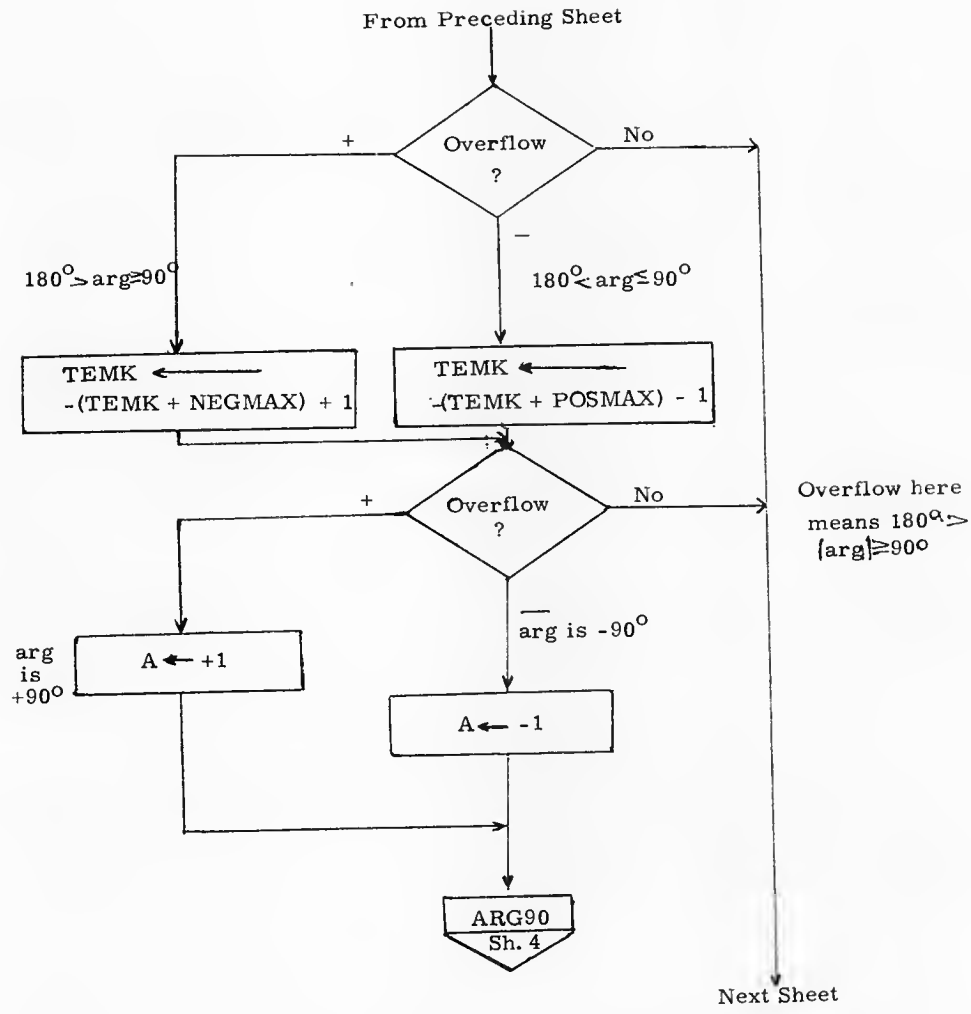 From Preceding Sheet
Overflow
?
+
No
−
180° > arg ≥ 90°
180° < arg ≤ 90°
TEMK ←
-(TEMK + NEGMAX) + 1
TEMK ←
-(TEMK + POSMAX) - 1
Overflow
?
+
No
−
Overflow here
means 180° >
|arg| ≥ 90°
arg is -90°
arg
is
+90°
A ← +1
A ← -1
ARG90
Sh. 4
Next Sheet